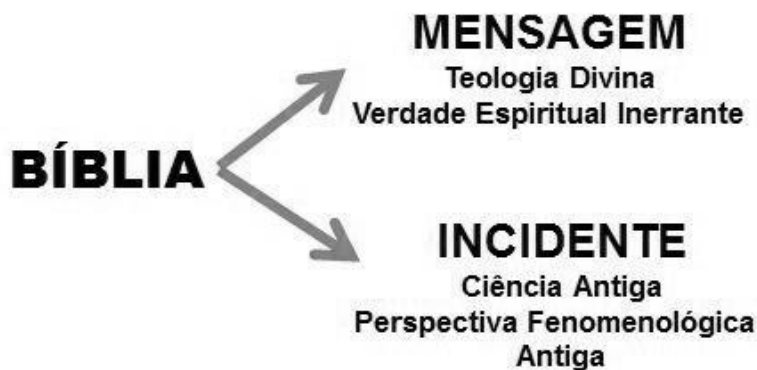 MENSAGEM
Teologia Divina
Verdade Espiritual Inerrante
BÍBLIA
INCIDENTE
Ciência Antiga
Perspectiva Fenomenológica
Antiga